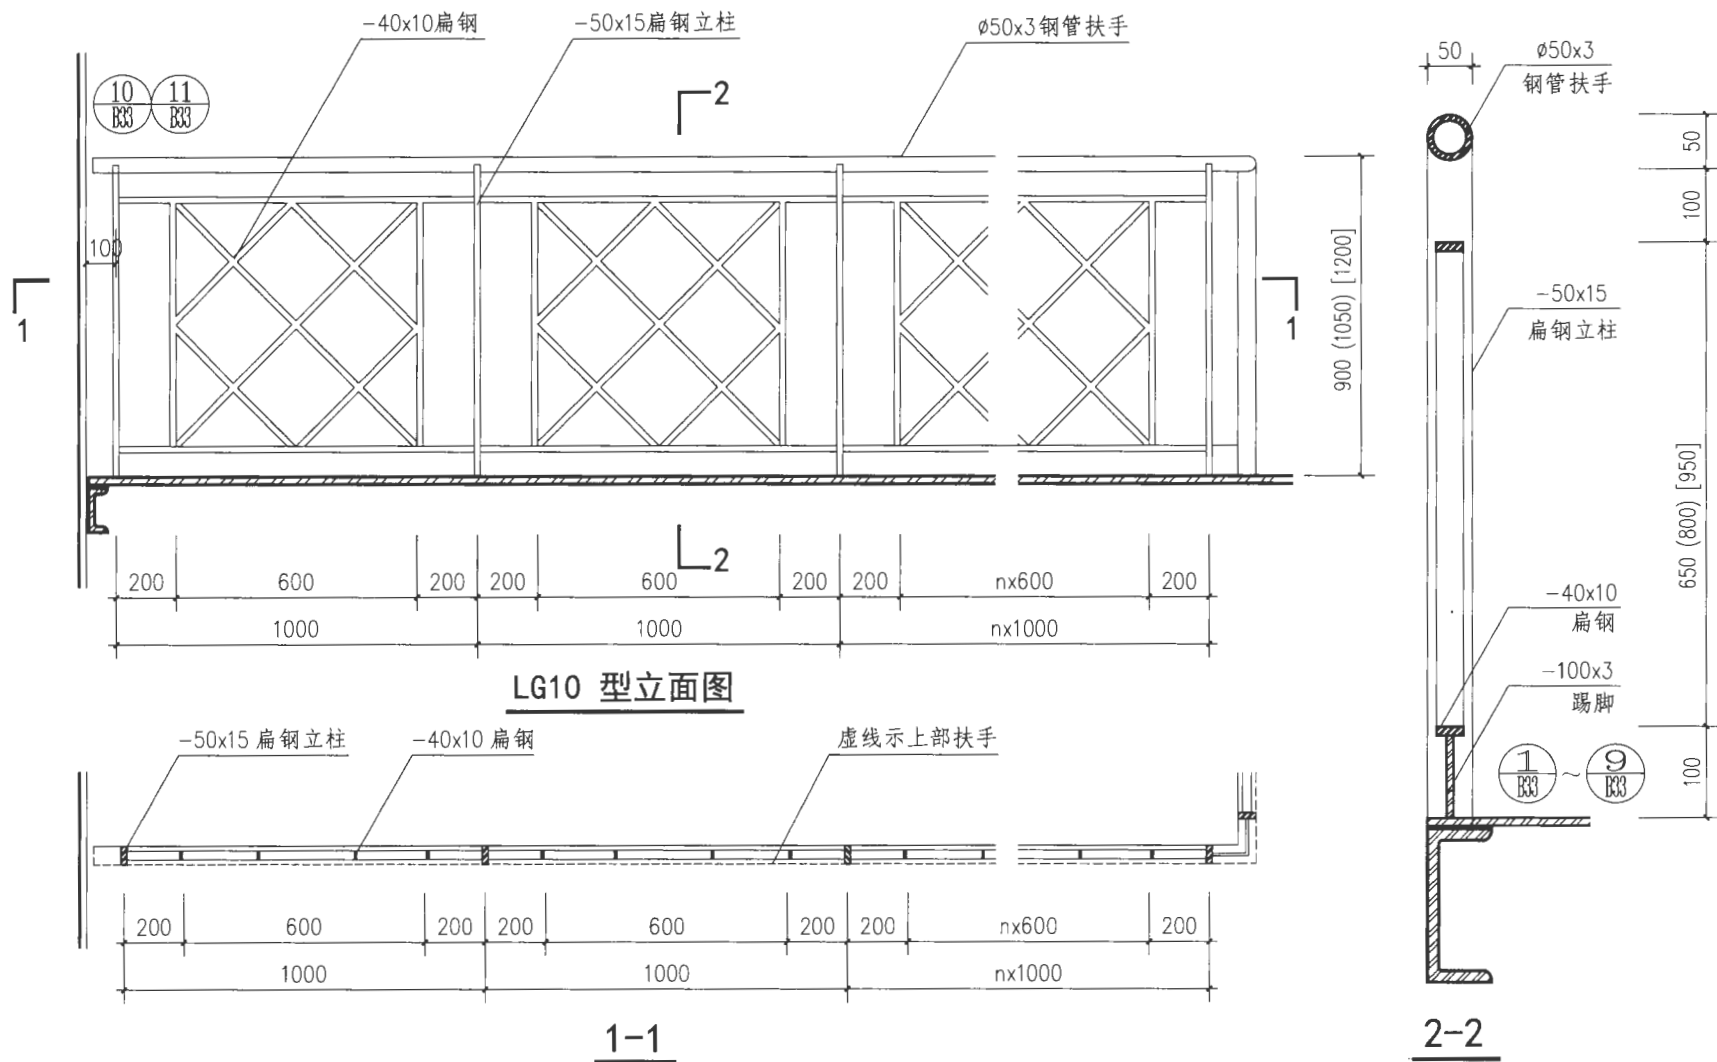 -40x10扁钢
-50x15扁钢立柱
ø50x3钢管扶手
10
B33
11
B33
2
100
1
1
900 (1050) [1200]
2
200 600 200 200 600 200 200 nx600 200
1000 1000 nx1000
LG10 型立面图
-50x15 扁钢立柱
-40x10 扁钢
虚线示上部扶手
200 600 200 200 600 200 200 nx600 200
1000 1000 nx1000
1-1
50
ø50x3
钢管扶手
50
100
-50x15
扁钢立柱
650 (800) [950]
-40x10
扁钢
-100x3
踢脚
1
B33
~
9
B33
100
2-2